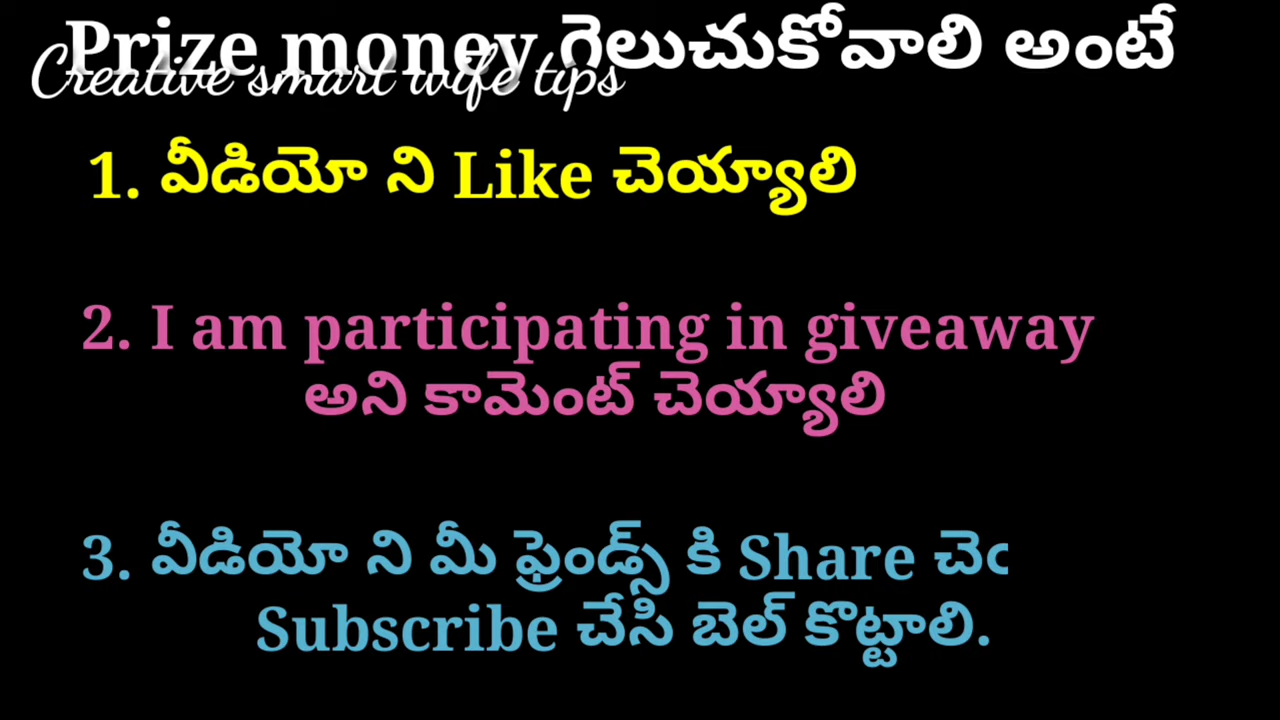 Prize money గెలుచుకోవాలి అంటే
Creative smart wife tips
1. వీడియో ని Like చెయ్యాలి
2. I am participating in giveaway
అని కామెంట్ చెయ్యాలి
3. వీడియో ని మీ ఫ్రెండ్స్ కి Share
Subscribe చేసి బెల్ కొట్టాలి.